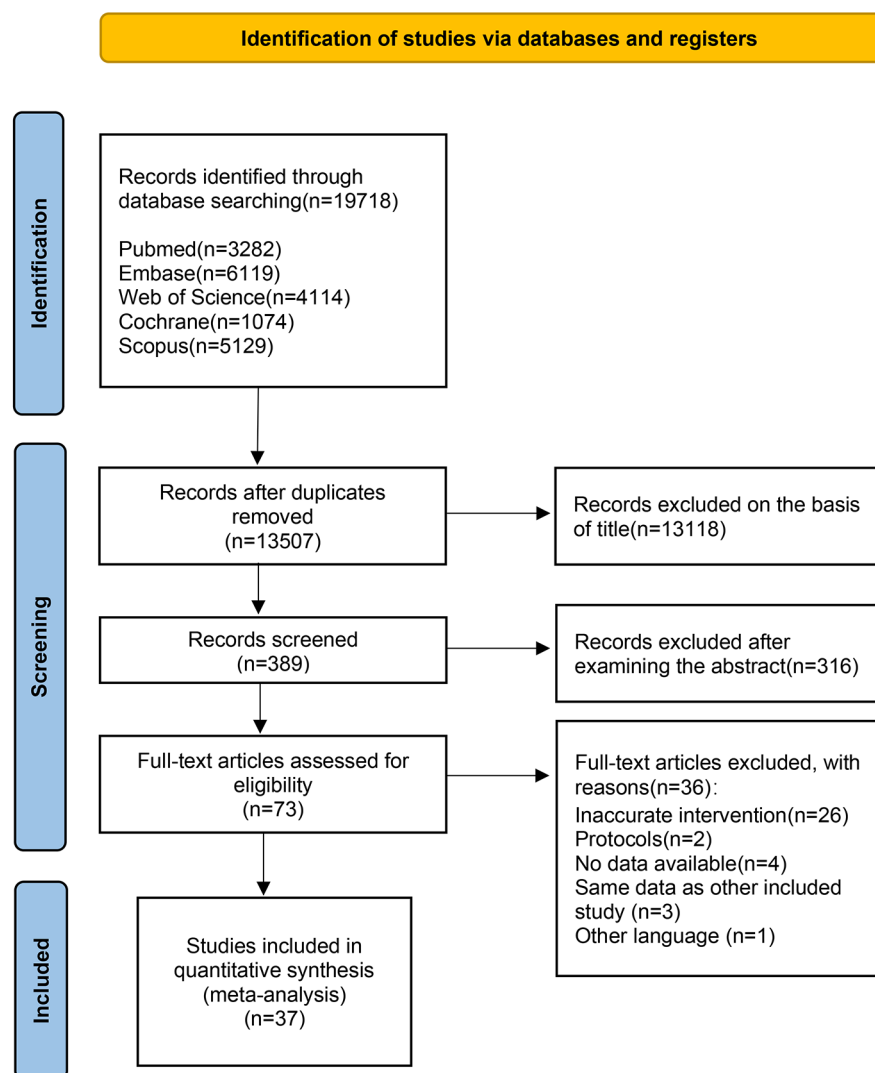 Identification of studies via databases and registers
Identification
Records identified through
database searching(n=19718)
Pubmed(n=3282)
Embase(n=6119)
Web of Science(n=4114)
Cochrane(n=1074)
Scopus(n=5129)
Screening
Records after duplicates
removed
(n=13507)
Records excluded on the basis
of title(n=13118)
Records screened
(n=389)
Records excluded after
examining the abstract(n=316)
Full-text articles assessed for
eligibility
(n=73)
Full-text articles excluded, with
reasons(n=36):
Inaccurate intervention(n=26)
Protocols(n=2)
No data available(n=4)
Same data as other included
study (n=3)
Other language (n=1)
Included
Studies included in
quantitative synthesis
(meta-analysis)
(n=37)